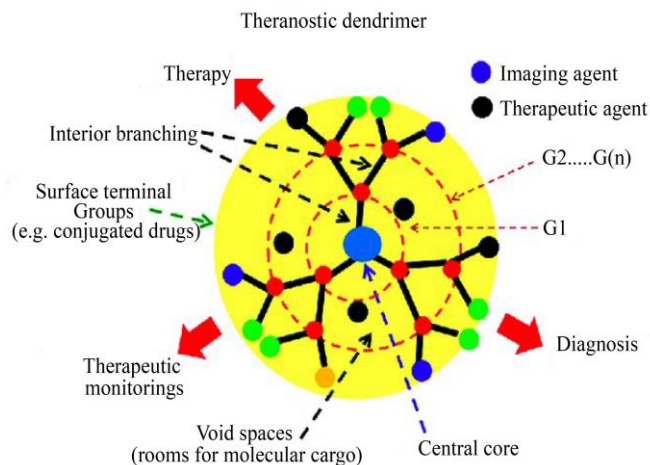 Theranostic dendrimer
Therapy
Imaging agent
Therapeutic agent
Interior branching
G2.....G(n)
Surface terminal
Groups
(e.g. conjugated drugs)
G1
Therapeutic
monitorings
Diagnosis
Void spaces
(rooms for molecular cargo)
Central core